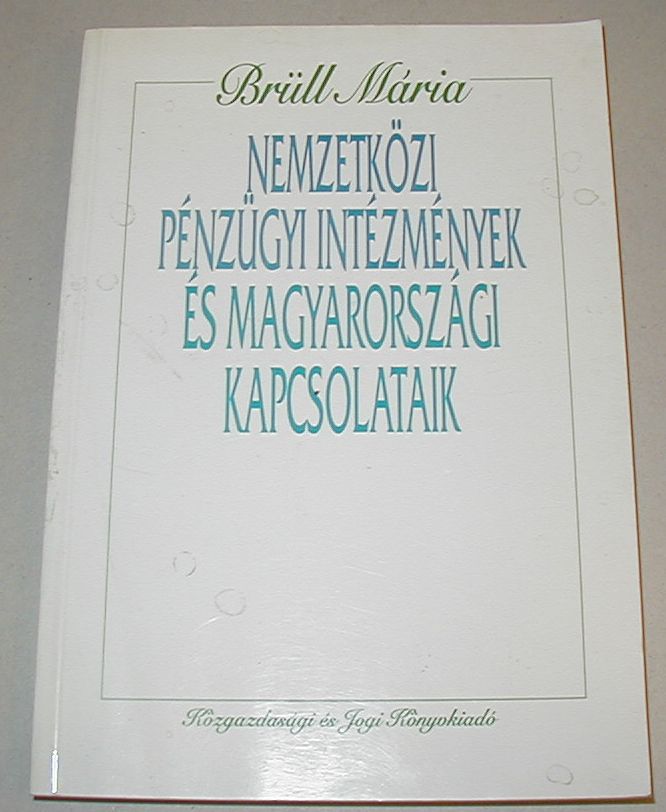 Brüll Mária
NEMZETKÖZI
PÉNZÜGYI INTÉZMÉNYEK
ÉS MAGYARORSZÁGI
KAPCSOLATAIK
Közgazdasági és Jogi Könyvkiadó